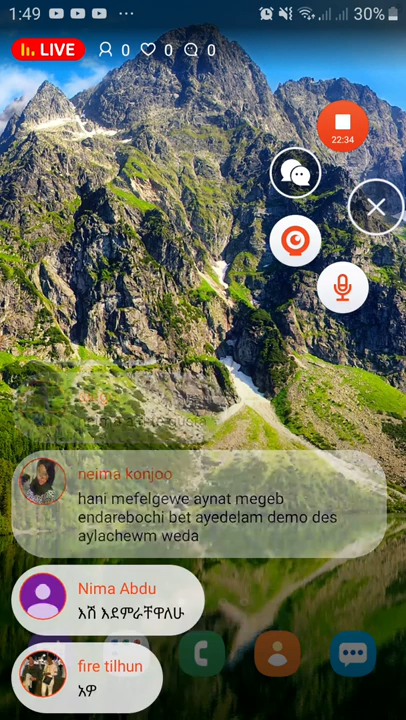 1:49
30%
LIVE 0 0 0
22:34
neima konjoo
hani mefelgewe aynat megeb
endarebochi bet ayedelam demo des
aylachewm weda
Nima Abdu
እሽ እደምራቸዋለሁ
fire tilhun
አዎ